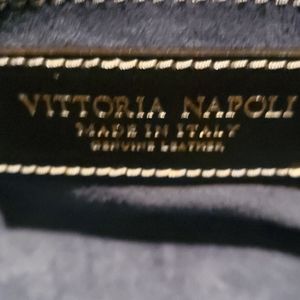 VITTORIA NAPOLI
MADE IN ITALY
GENUINE LEATHER